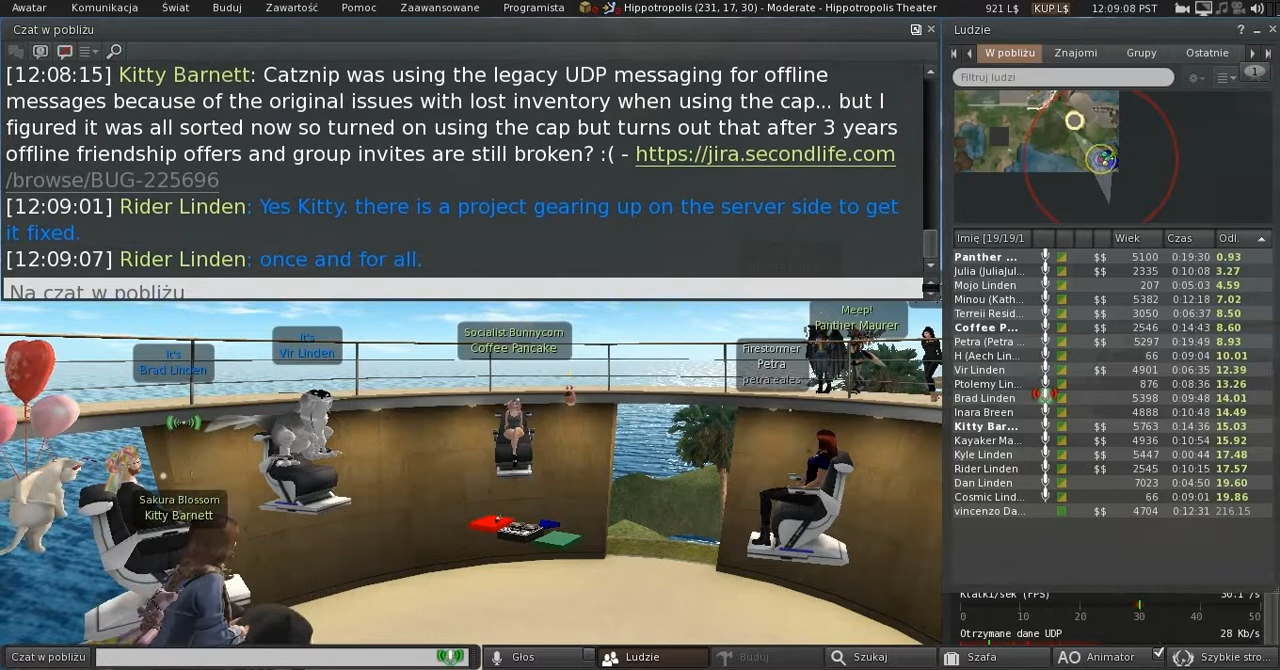 Awatar Komunikacja Świat Buduj Zawartość Pomoc Zaawansowane Programista Hippotropolis (231, 17, 30) - Moderate - Hippotropolis Theater 921 L$ KUP L$ 12:09:08 PST
Czat w pobliżu
[12:08:15] Kitty Barnett: Catznip was using the legacy UDP messaging for offline
messages because of the original issues with lost inventory when using the cap... but I
figured it was all sorted now so turned on using the cap but turns out that after 3 years
offline friendship offers and group invites are still broken? :( - https://jira.secondlife.com
/browse/BUG-225696
[12:09:01] Rider Linden: Yes Kitty. there is a project gearing up on the server side to get
it fixed.
[12:09:07] Rider Linden: once and for all.
Na czat w pobliżu
It's
Brad Linden
It's
Vir Linden
Socialist Bunnycorn
Coffee Pancake
Firestormer
Petra
petra.eales
Meep!
Panther Maurer
Sakura Blossom
Kitty Barnett
Ludzie
W pobliżu Znajomi Grupy Ostatnie
Filtruj ludzi
1
Imię [19/19/1 Wiek Czas Odl.
Panther ... $$ 5100 0:19:30 0.93
Julia (JuliaJul... $$ 2335 0:10:08 3.27
Mojo Linden 207 0:05:03 4.59
Minou (Kath... $$ 5382 0:12:18 7.02
Terreii Resid... $$ 3050 0:06:37 8.50
Coffee P... $$ 2546 0:14:43 8.60
Petra (Petra ... $$ 5297 0:19:49 8.93
H (Aech Lin... 66 0:09:04 10.01
Vir Linden $$ 4901 0:06:35 12.39
Ptolemy Lin... 876 0:08:36 13.26
Brad Linden $$ 5398 0:09:48 14.01
Inara Breen 4888 0:10:48 14.49
Kitty Bar... $$ 5763 0:14:36 15.03
Kayaker Ma... $$ 4936 0:10:54 15.92
Kyle Linden $$ 5447 0:00:44 17.48
Rider Linden $$ 2545 0:10:15 17.57
Dan Linden 7023 0:04:50 19.60
Cosmic Lind... 66 0:09:01 19.86
vincenzo Da... $$ 4704 0:12:31 216.15
Klatki/sek (FPS) 30.1 /s
0 10 20 30 40 50
Otrzymane dane UDP 28 Kb/s
Czat w pobliżu Głos Ludzie Buduj Szukaj Szafa AO Animator Szybkie stro...